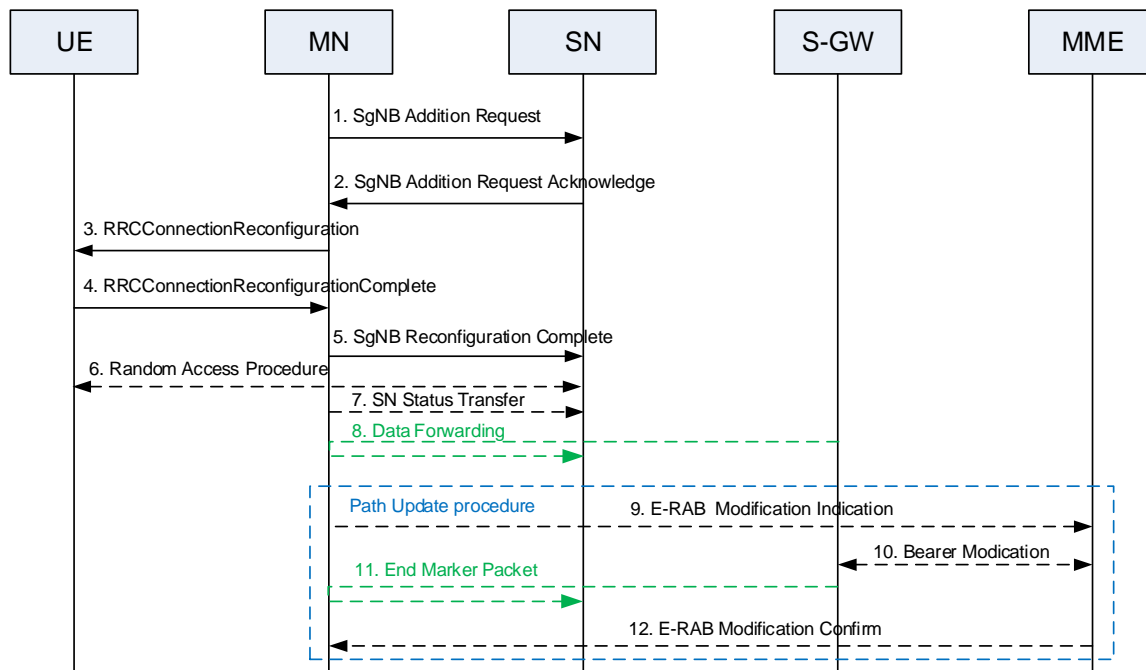 UE MN SN S-GW MME
1. SgNB Addition Request
2. SgNB Addition Request Acknowledge
3. RRCConnectionReconfiguration
4. RRCConnectionReconfigurationComplete
5. SgNB Reconfiguration Complete
6. Random Access Procedure
7. SN Status Transfer
8. Data Forwarding
Path Update procedure
9. E-RAB Modification Indication
10. Bearer Modication
11. End Marker Packet
12. E-RAB Modification Confirm